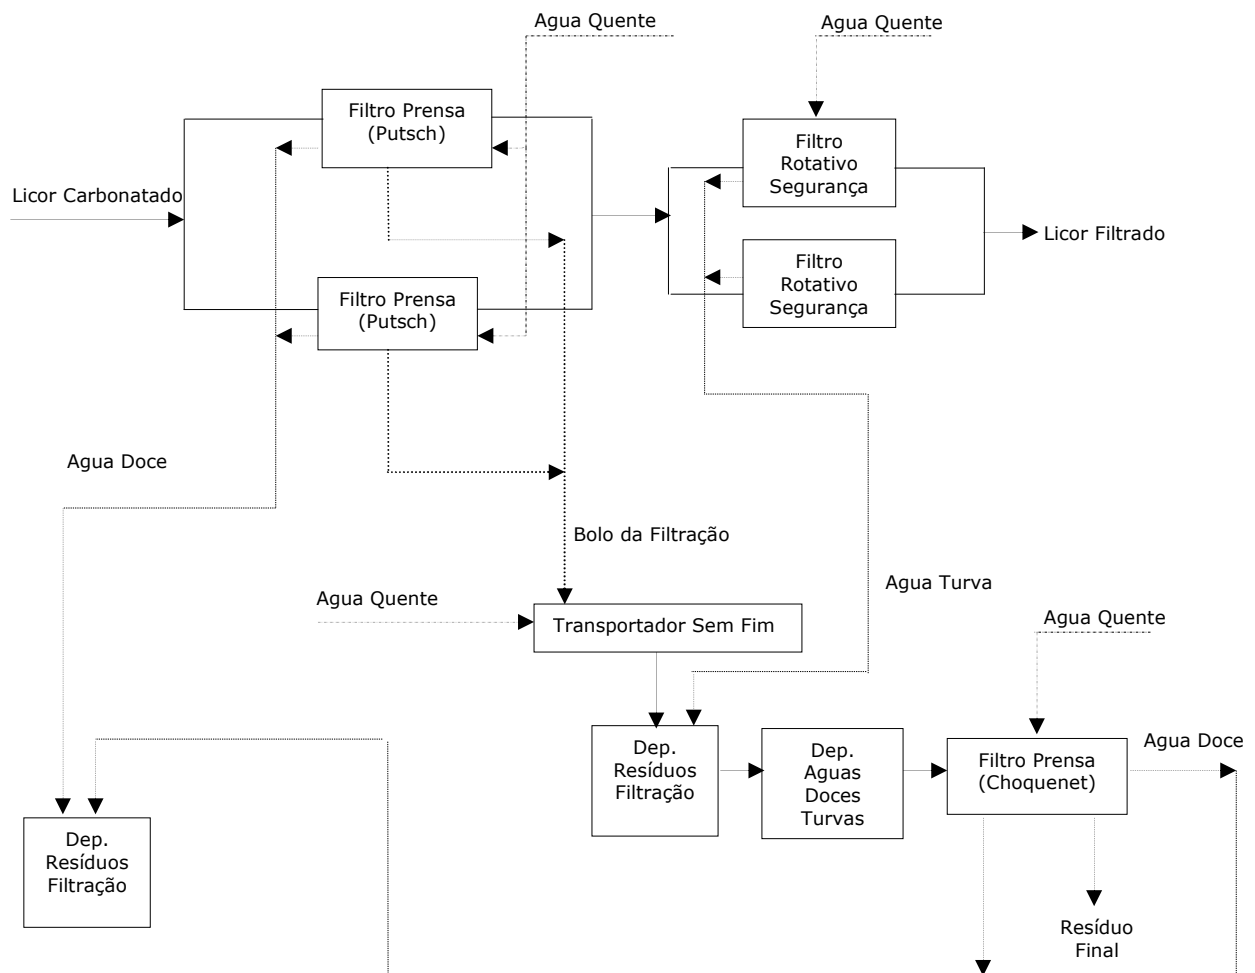 Agua Quente
Agua Quente
Filtro Prensa
(Putsch)
Filtro
Rotativo
Segurança
Licor Carbonatado
Licor Filtrado
Filtro
Rotativo
Segurança
Filtro Prensa
(Putsch)
Agua Doce
Bolo da Filtração
Agua Turva
Agua Quente
Transportador Sem Fim
Agua Quente
Agua Doce
Dep.
Resíduos
Filtração
Dep.
Aguas
Doces
Turvas
Filtro Prensa
(Choquenet)
Dep.
Resíduos
Filtração
Resíduo
Final